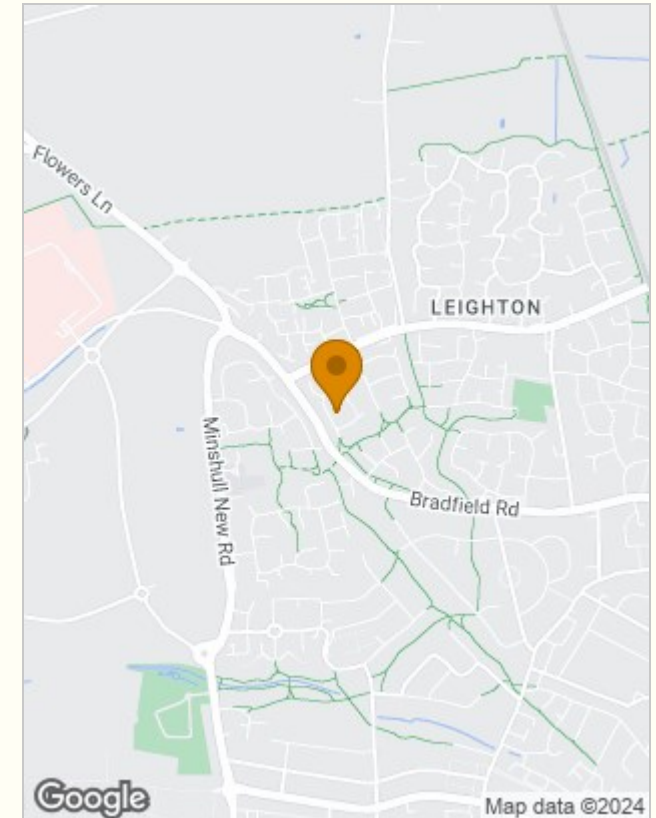 Flowers Ln
LEIGHTON
Minshull New Rd
Bradfield Rd
Google
Map data ©2024